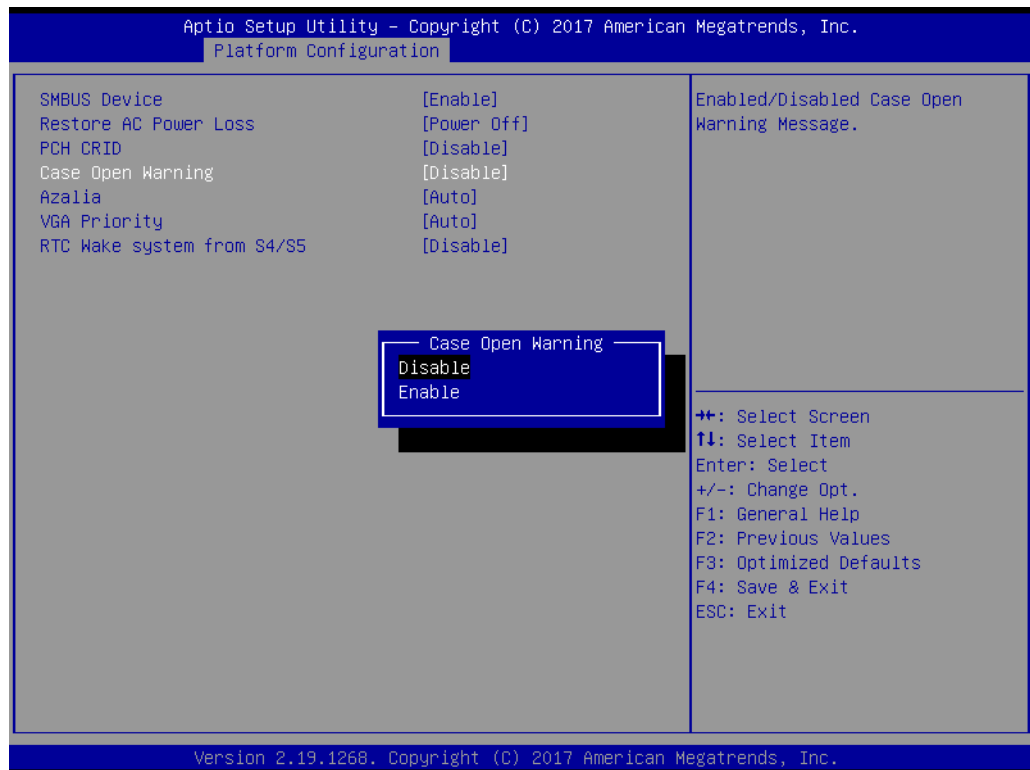 Aptio Setup Utility – Copyright (C) 2017 American Megatrends, Inc.
Platform Configuration
SMBUS Device [Enable]
Restore AC Power Loss [Power Off]
PCH CRID [Disable]
Case Open Warning [Disable]
Azalia [Auto]
VGA Priority [Auto]
RTC Wake system from S4/S5 [Disable]
Case Open Warning
Disable
Enable
Enabled/Disabled Case Open
Warning Message.
→←: Select Screen
↑↓: Select Item
Enter: Select
+/-: Change Opt.
F1: General Help
F2: Previous Values
F3: Optimized Defaults
F4: Save & Exit
ESC: Exit
Version 2.19.1268. Copyright (C) 2017 American Megatrends, Inc.